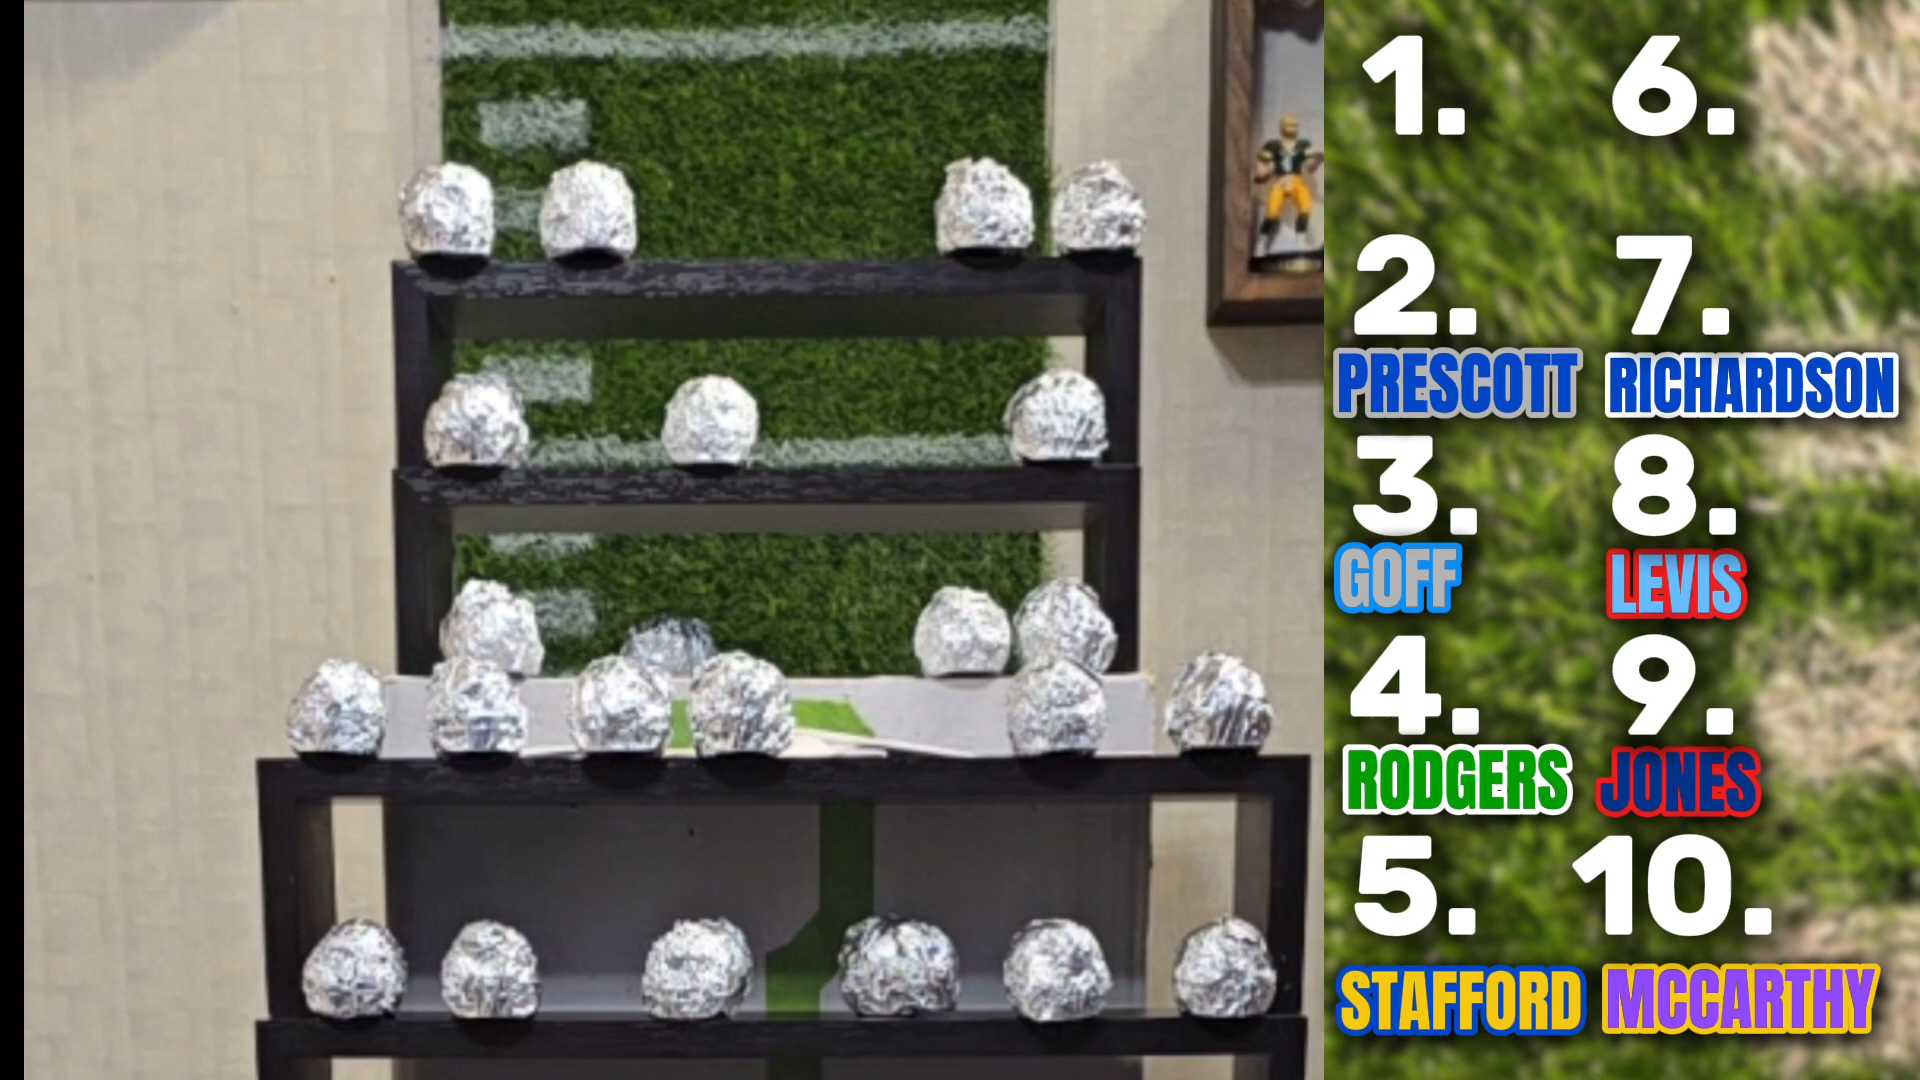 1.
2.
PRESCOTT
3.
GOFF
4.
RODGERS
5.
STAFFORD
6.
7.
RICHARDSON
8.
LEVIS
9.
JONES
10.
MCCARTHY